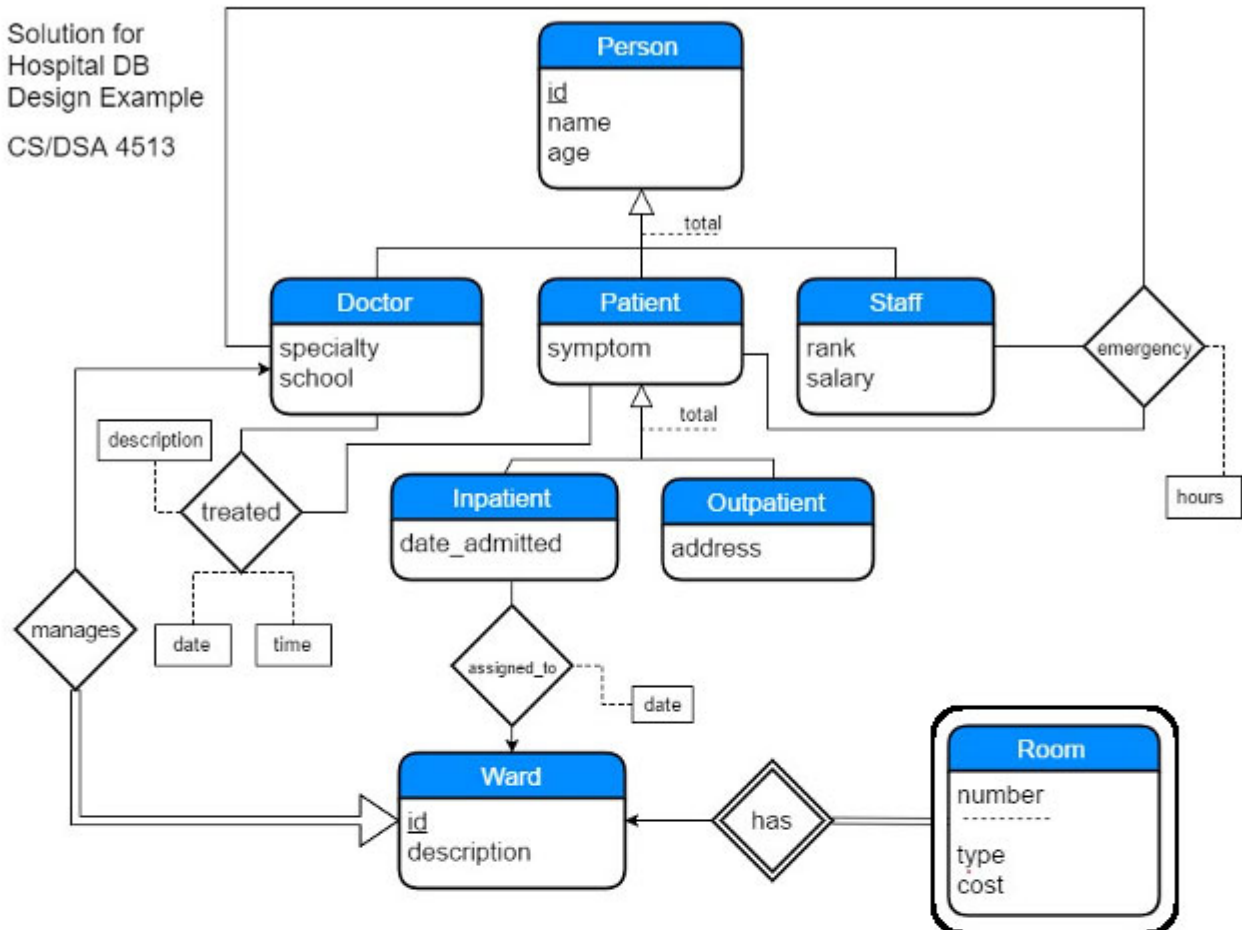 Solution for
Hospital DB
Design Example
CS/DSA 4513
Person
id
name
age
total
Doctor
specialty
school
Patient
symptom
Staff
rank
salary
emergency
hours
total
description
treated
date
time
manages
Inpatient
date_admitted
Outpatient
address
assigned_to
date
Ward
id
description
has
Room
number
type
cost